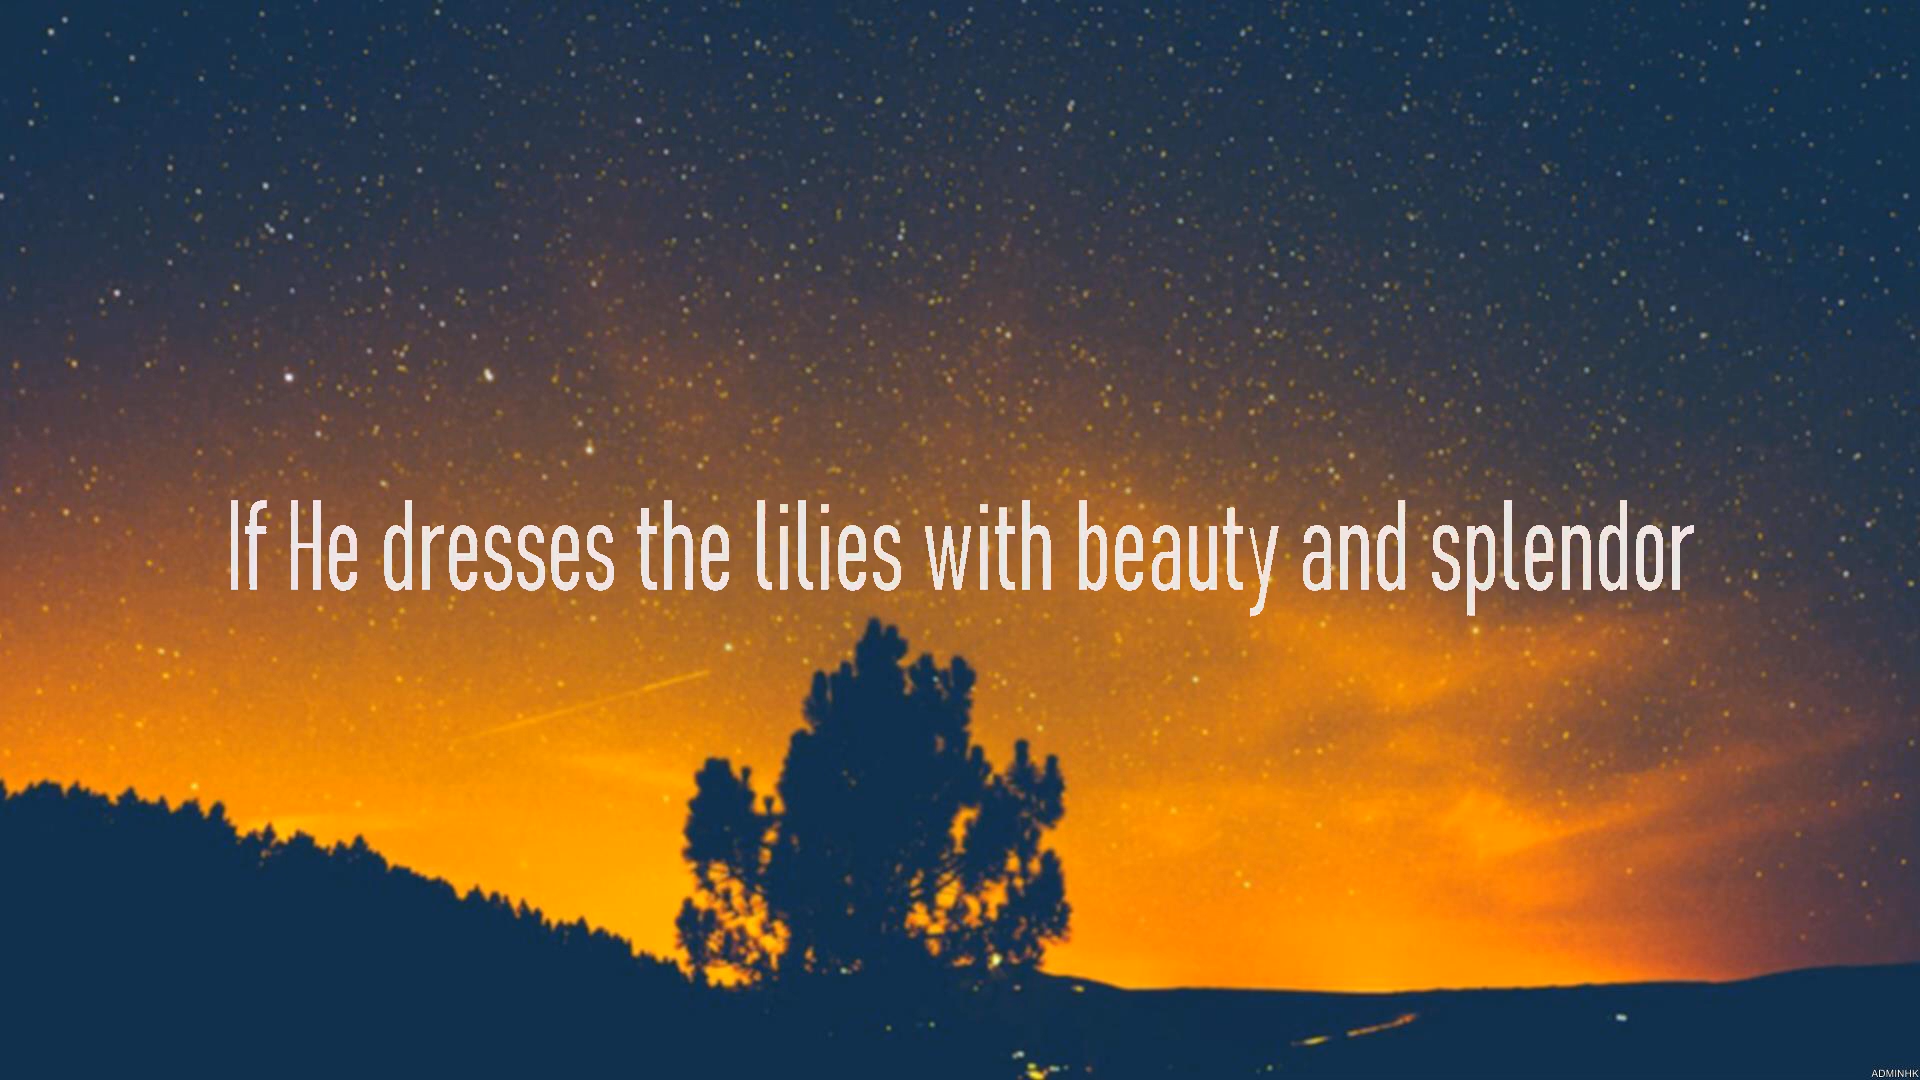 If He dresses the lilies with beauty and splendor
ADMINHK